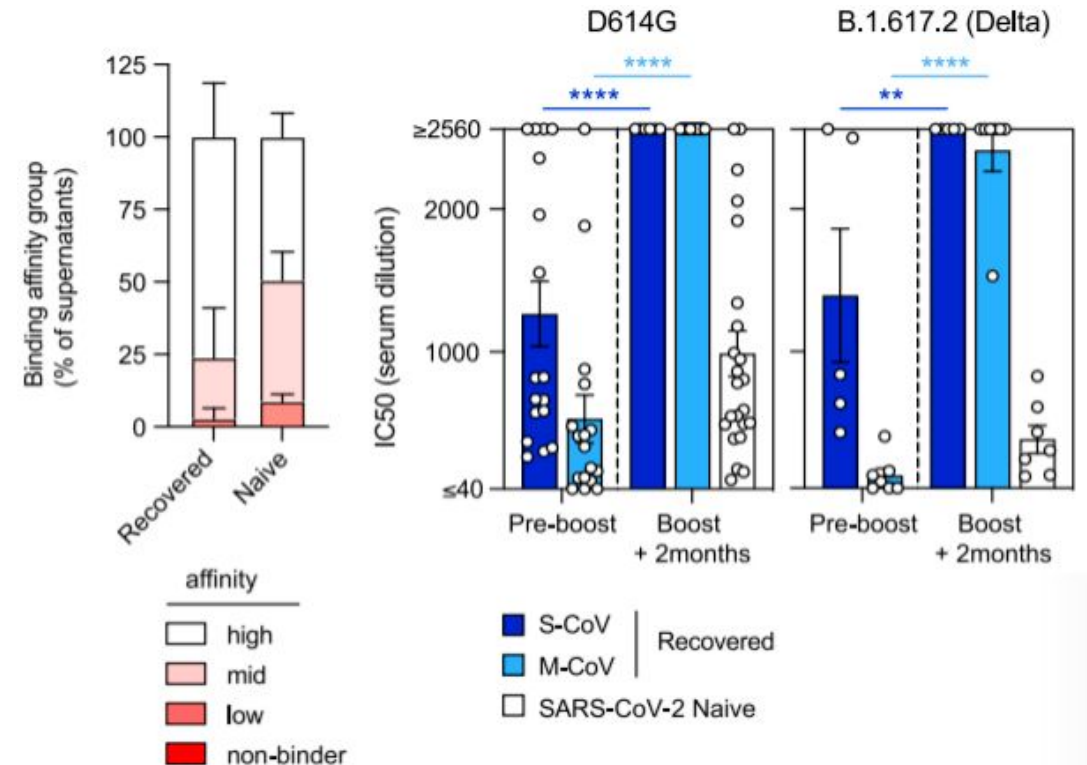 D614G
B.1.617.2 (Delta)
****
****
****
**
Binding affinity group
(% of supernatants)
125
100
75
50
25
0
Recovered
Naive
IC50 (serum dilution)
≥2560
2000
1000
≤40
Pre-boost
Boost
+ 2months
Pre-boost
Boost
+ 2months
affinity
high
mid
low
non-binder
S-CoV
M-CoV
Recovered
SARS-CoV-2 Naive